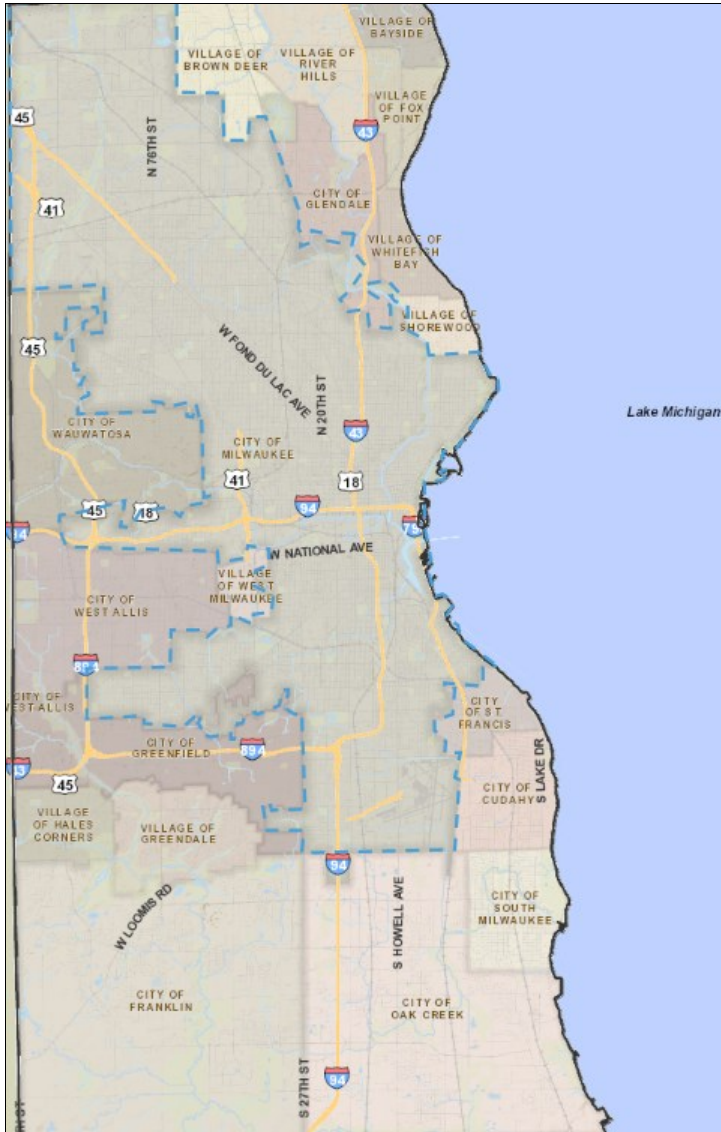 VILLAGE OF
BAYSIDE
VILLAGE OF
BROWN DEER
VILLAGE OF
RIVER
HILLS
VILLAGE
OF FOX
POINT
45
43
N 76TH ST
41
CITY OF
GLENDALE
VILLAGE OF
WHITEFISH
BAY
VILLAGE OF
SHOREWOOD
45
W FOND DU LAC AVE
N 20TH ST
Lake Michigan
CITY OF
WAUWATOSA
CITY OF
MILWAUKEE
43
41
18
45
18
94
94
79
W NATIONAL AVE
VILLAGE
OF WEST
MILWAUKEE
CITY OF
WEST ALLIS
894
CITY OF
WEST ALLIS
CITY
OF ST.
FRANCIS
CITY OF
GREENFIELD
894
43
45
S LAKE DR
CITY OF
CUDAHY
VILLAGE
OF HALES
CORNERS
VILLAGE OF
GREENDALE
94
W LOOMIS RD
S HOWELL AVE
CITY OF
SOUTH
MILWAUKEE
CITY OF
FRANKLIN
CITY OF
OAK CREEK
94
S 27TH ST